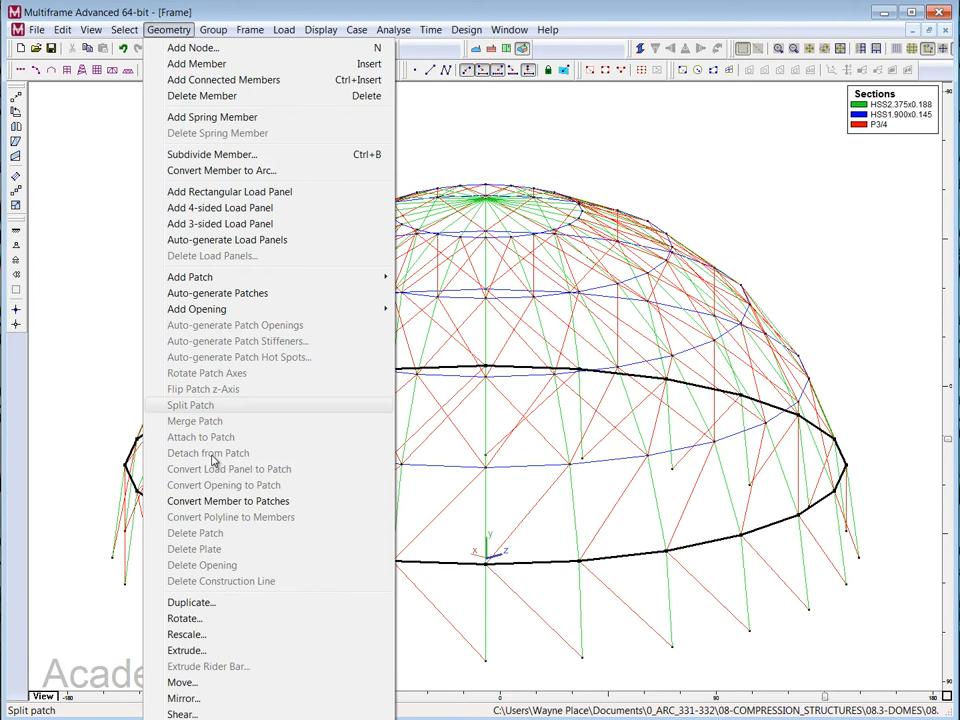 Multiframe Advanced 64-bit - [Frame]
File Edit View Select Geometry Group Frame Load Display Case Analyse Time Design Window Help
Add Node... N
Add Member Insert
Add Connected Members Ctrl+Insert
Delete Member Delete
Add Spring Member
Delete Spring Member
Subdivide Member... Ctrl+B
Convert Member to Arc...
Add Rectangular Load Panel
Add 4-sided Load Panel
Add 3-sided Load Panel
Auto-generate Load Panels
Delete Load Panels...
Add Patch
Auto-generate Patches
Add Opening
Auto-generate Patch Openings
Auto-generate Patch Stiffeners...
Auto-generate Patch Hot Spots...
Rotate Patch Axes
Flip Patch z-Axis
Split Patch
Merge Patch
Attach to Patch
Detach from Patch
Convert Load Panel to Patch
Convert Opening to Patch
Convert Member to Patches
Convert Polyline to Members
Delete Patch
Delete Plate
Delete Opening
Delete Construction Line
Duplicate...
Rotate...
Rescale...
Extrude...
Extrude Rider Bar...
Move...
Mirror...
Shear...
Sections
HSS2.375x0.188
HSS1.900x0.145
P3/4
y
x z
Acade
View -180 0 90 180
Split patch C:\Users\Wayne Place\Documents\0_ARC_331-332\08-COMPRESSION_STRUCTURES\08.3-DOMES\08.